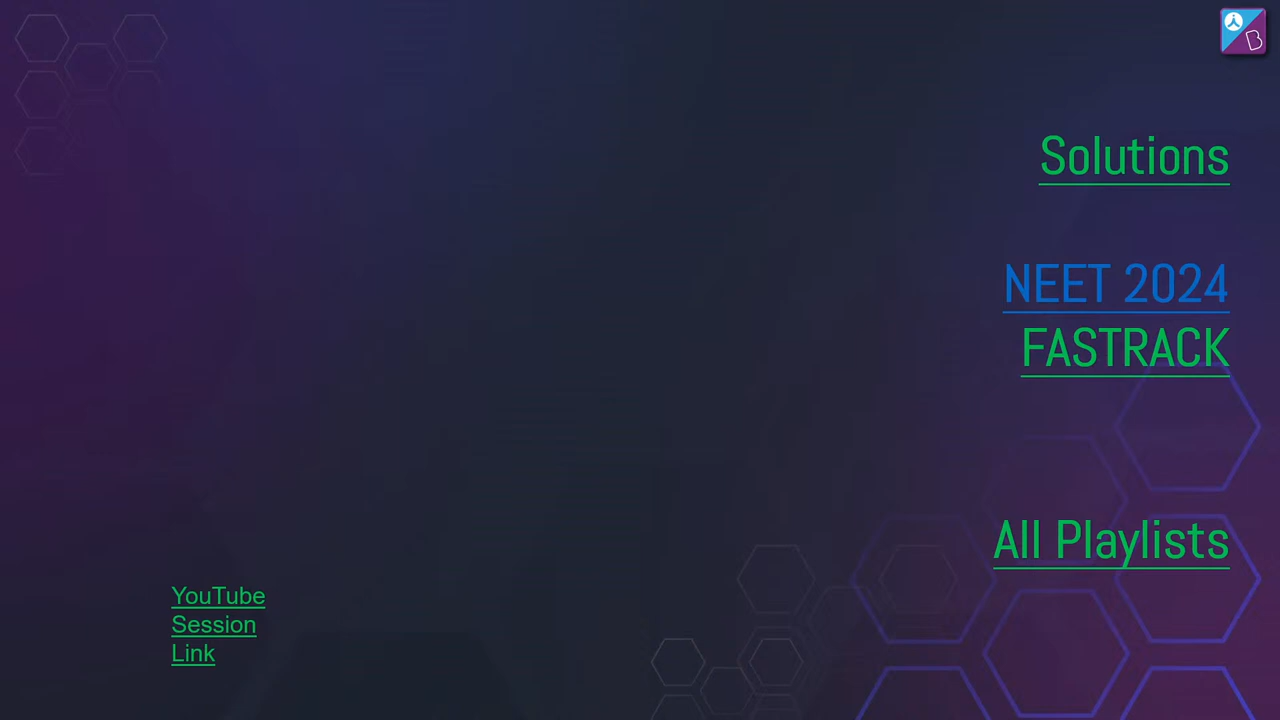 Solutions
NEET 2024
FASTRACK
All Playlists
YouTube
Session
Link